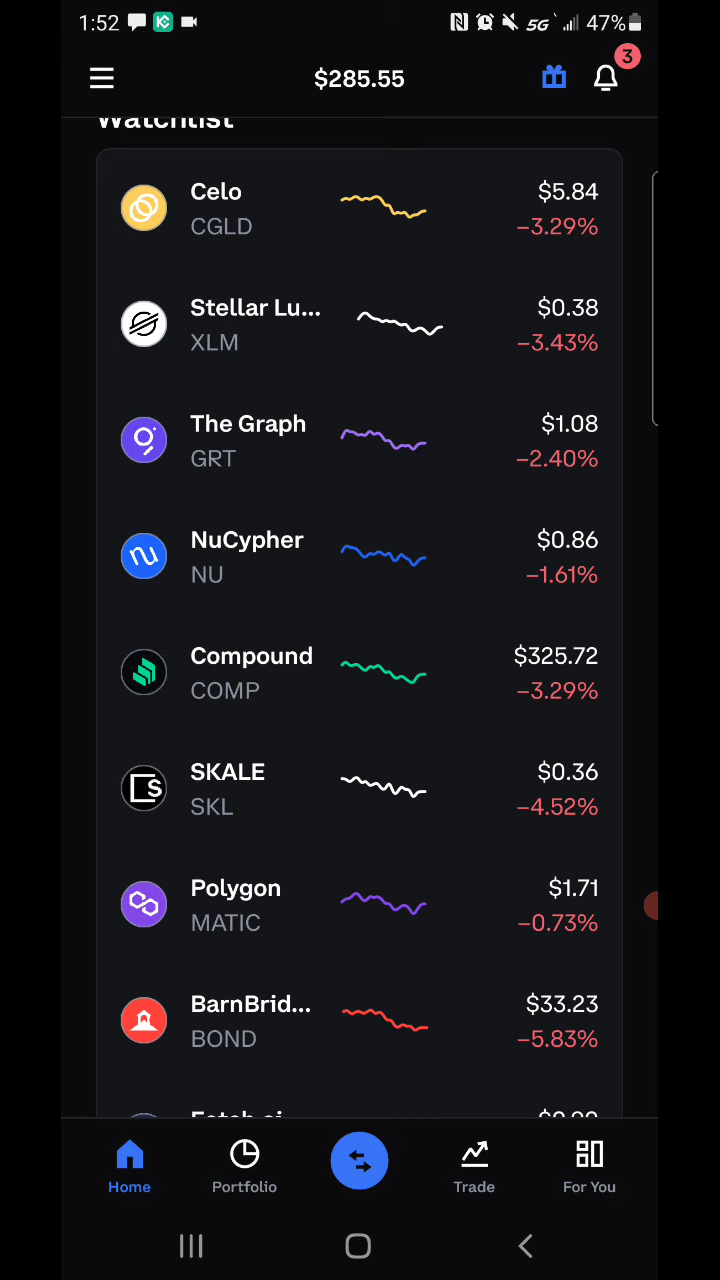 1:52 5G 47%
$285.55 3
Watchlist
Celo $5.84
CGLD −3.29%
Stellar Lu... $0.38
XLM −3.43%
The Graph $1.08
GRT −2.40%
NuCypher $0.86
NU −1.61%
Compound $325.72
COMP −3.29%
SKALE $0.36
SKL −4.52%
Polygon $1.71
MATIC −0.73%
BarnBrid... $33.23
BOND −5.83%
Home Portfolio Trade For You